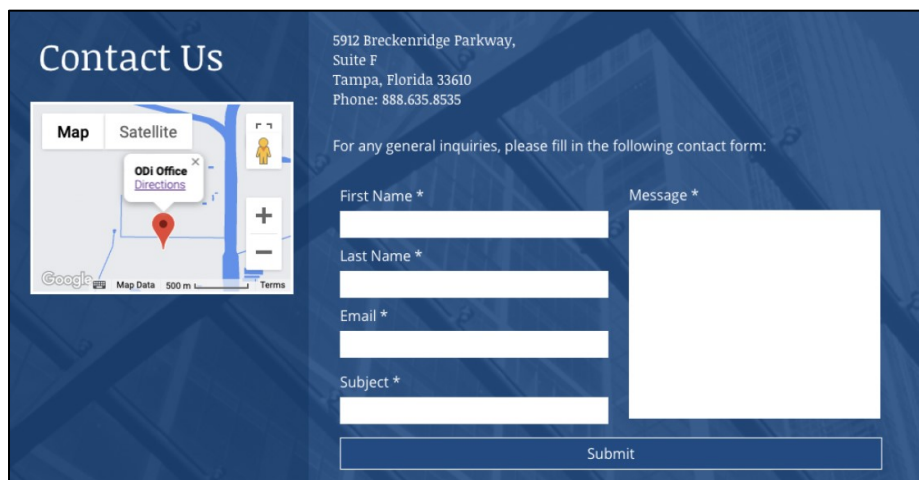 Contact Us
Map
Satellite
ODi Office
Directions
Google
Map Data
500 m
Terms
5912 Breckenridge Parkway,
Suite F
Tampa, Florida 33610
Phone: 888.635.8535
For any general inquiries, please fill in the following contact form:
First Name *
Last Name *
Email *
Subject *
Message *
Submit